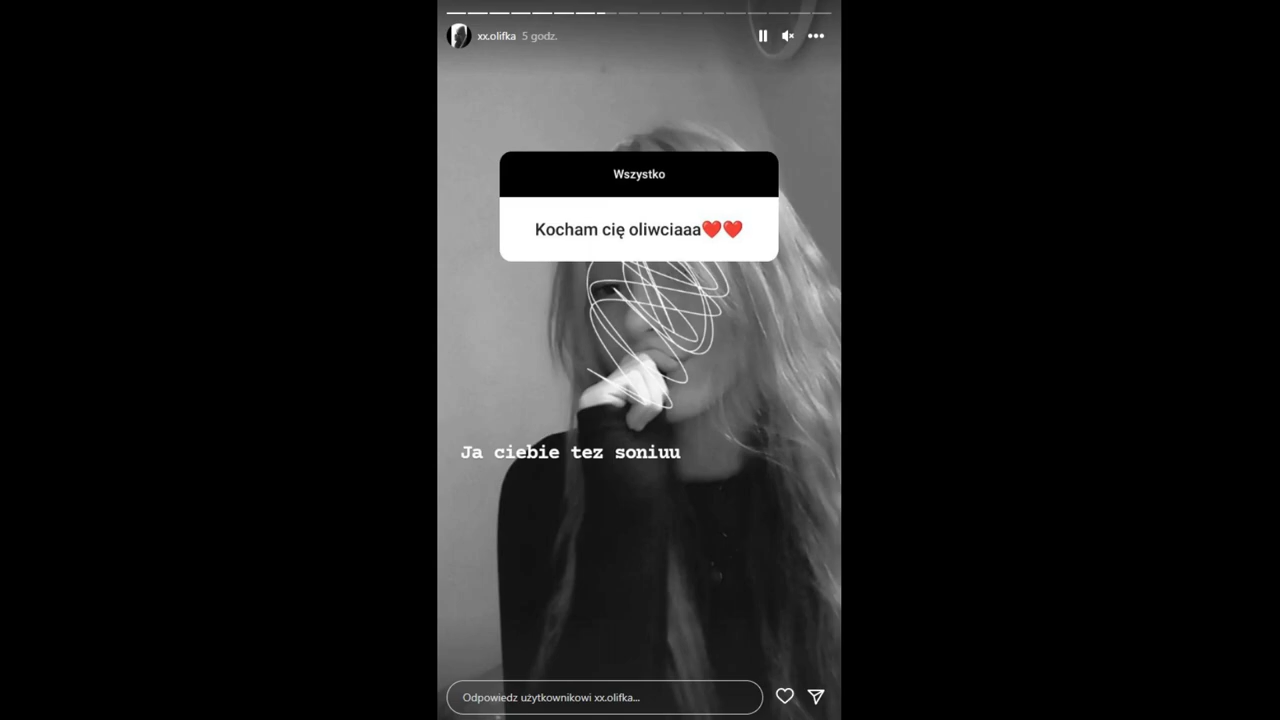 xx.olifka 5 godz.
Wszystko
Kocham cię oliwciaaa❤️❤️
Ja ciebie tez soniuu
Odpowiedz użytkownikowi xx.olifka...